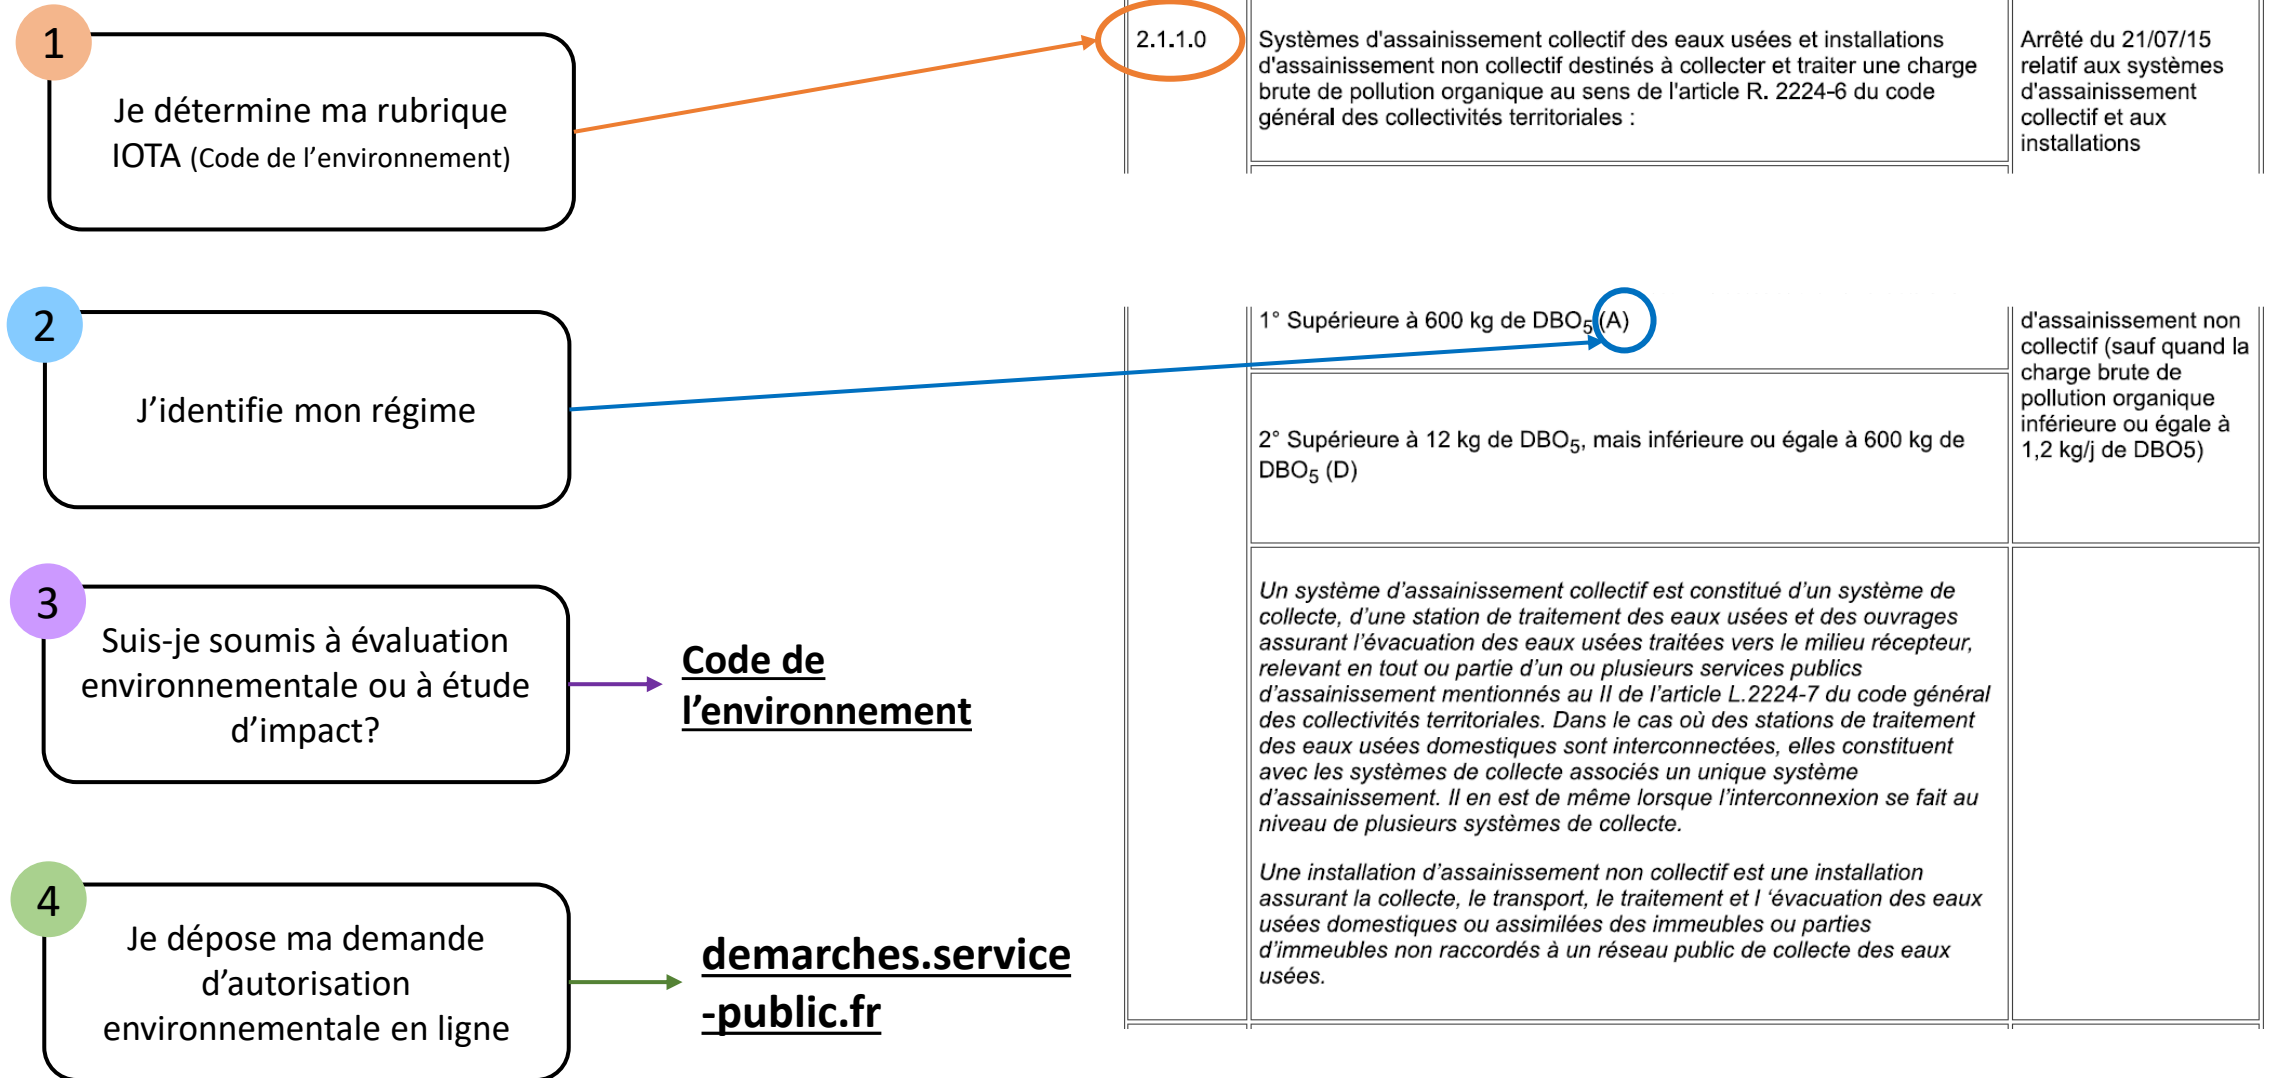 1
Je détermine ma rubrique
IOTA (Code de l’environnement)
2.1.1.0
Systèmes d'assainissement collectif des eaux usées et installations
d'assainissement non collectif destinés à collecter et traiter une charge
brute de pollution organique au sens de l'article R. 2224-6 du code
général des collectivités territoriales :
Arrêté du 21/07/15
relatif aux systèmes
d'assainissement
collectif et aux
installations
2
J’identifie mon régime
1° Supérieure à 600 kg de DBO5 (A)
2° Supérieure à 12 kg de DBO5, mais inférieure ou égale à 600 kg de
DBO5 (D)
d'assainissement non
collectif (sauf quand la
charge brute de
pollution organique
inférieure ou égale à
1,2 kg/j de DBO5)
3
Suis-je soumis à évaluation
environnementale ou à étude
d’impact?
Code de
l’environnement
Un système d’assainissement collectif est constitué d’un système de
collecte, d’une station de traitement des eaux usées et des ouvrages
assurant l’évacuation des eaux usées traitées vers le milieu récepteur,
relevant en tout ou partie d’un ou plusieurs services publics
d’assainissement mentionnés au II de l’article L.2224-7 du code général
des collectivités territoriales. Dans le cas où des stations de traitement
des eaux usées domestiques sont interconnectées, elles constituent
avec les systèmes de collecte associés un unique système
d’assainissement. Il en est de même lorsque l’interconnexion se fait au
niveau de plusieurs systèmes de collecte.
Une installation d’assainissement non collectif est une installation
assurant la collecte, le transport, le traitement et l ‘évacuation des eaux
usées domestiques ou assimilées des immeubles ou parties
d’immeubles non raccordés à un réseau public de collecte des eaux
usées.
4
Je dépose ma demande
d’autorisation
environnementale en ligne
demarches.service
-public.fr